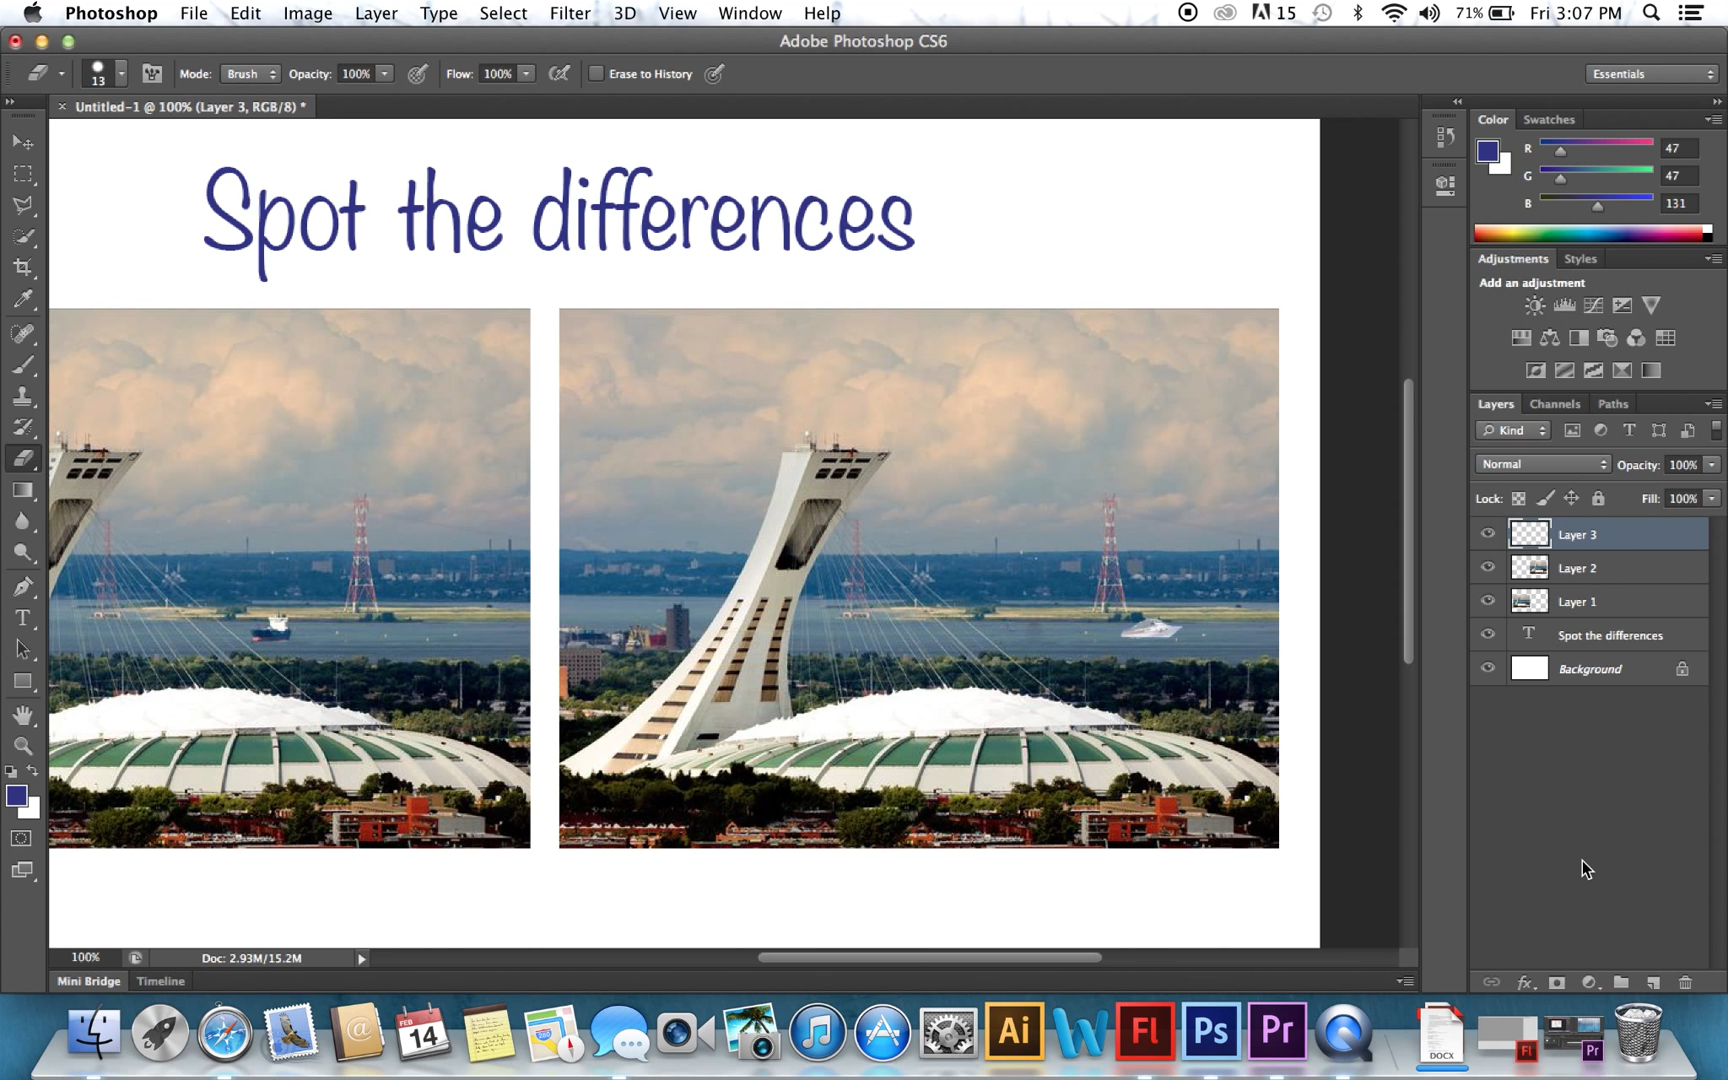 Photoshop File Edit Image Layer Type Select Filter 3D View Window Help 15 71% Fri 3:07 PM
Adobe Photoshop CS6
13 Mode: Brush Opacity: 100% Flow: 100% Erase to History Essentials
Untitled-1 @ 100% (Layer 3, RGB/8) *
Color Swatches
R 47
G 47
B 131
Spot the differences
Adjustments Styles
Add an adjustment
Layers Channels Paths
Kind
Normal Opacity: 100%
Lock: Fill: 100%
Layer 3
Layer 2
Layer 1
T Spot the differences
Background
100% Doc: 2.93M/15.2M
Mini Bridge Timeline
FEB
14
Ai W Fl Ps Pr
DOCX
Fl
Pr